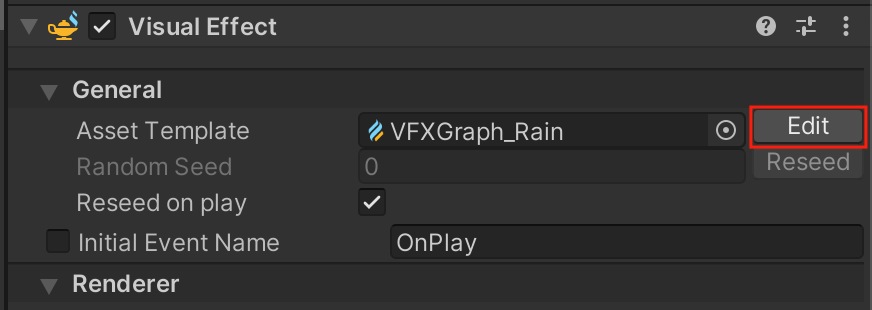 Visual Effect
General
Asset Template VFXGraph_Rain Edit
Random Seed 0 Reseed
Reseed on play
Initial Event Name OnPlay
Renderer